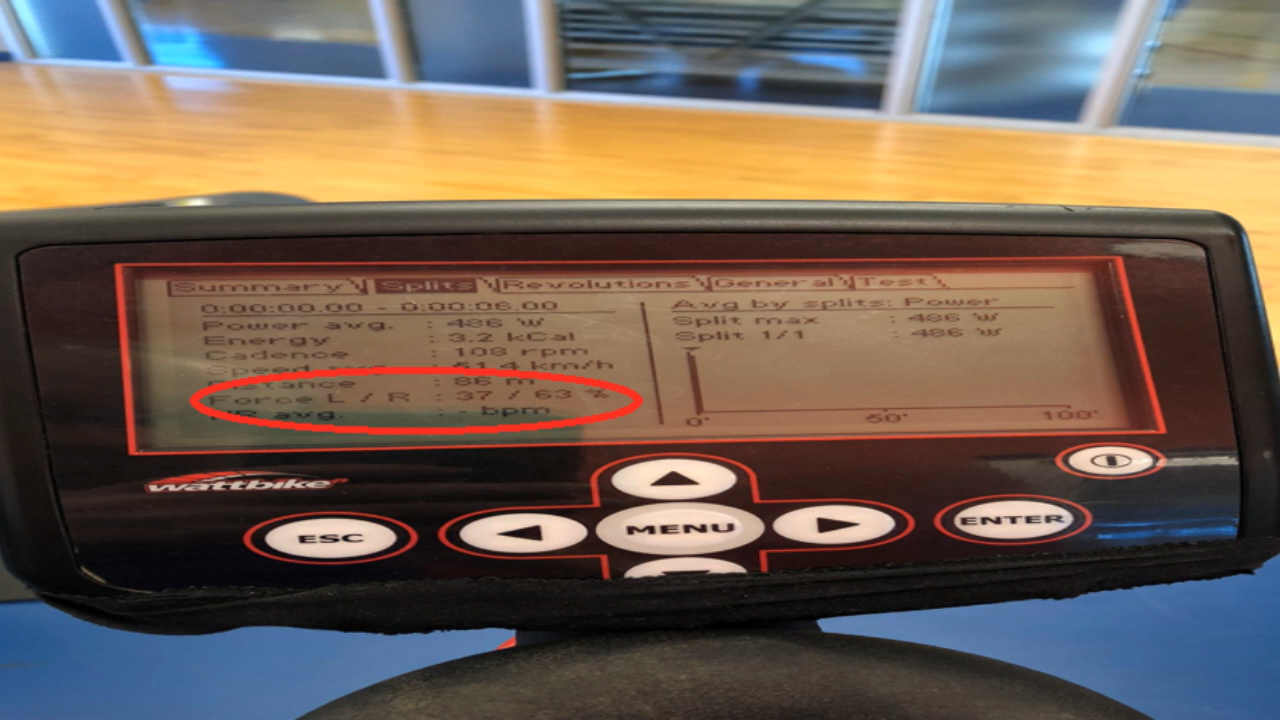 Summary Splits Revolutions General Test
0:00:00.00 - 0:00:06.00
Power avg. : 486 W
Energy : 3.2 kCal
Cadence : 108 rpm
Speed avg. : 51.4 km/h
Distance : 86 m
Force L / R : 37 / 63 %
HR avg. : - bpm
Avg by splits: Power
Split max : 486 W
Split 1/1 : 486 W
0' 50' 100'
wattbike
ESC
MENU
ENTER